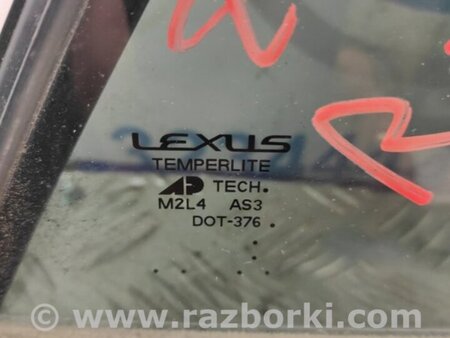 LEXUS
TEMPERLITE
AP TECH.
M2L4 AS3
DOT-376
www.razborki.com